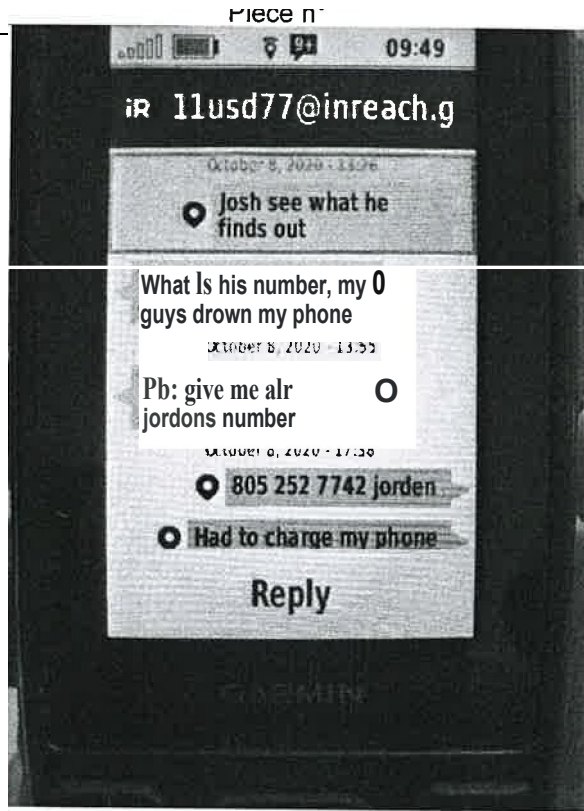 Piece n°
09:49
iR 11usd77@inreach.g
October 8, 2020 - 13:26
Josh see what he
finds out
What Is his number, my
guys drown my phone
October 8, 2020 - 13:55
Pb: give me alr
jordons number
October 8, 2020 - 17:38
805 252 7742 jorden
Had to charge my phone
Reply
GARMIN